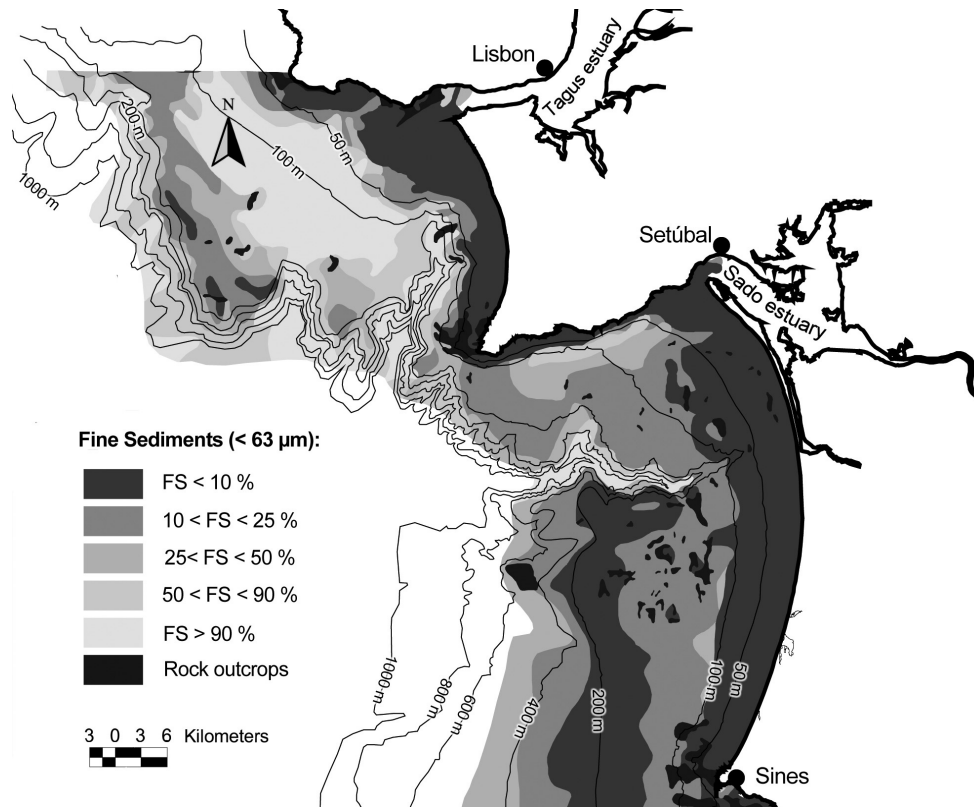 Lisbon
Tagus estuary
200 m
N
50 m
100 m
1000 m
Setúbal
Sado estuary
Fine Sediments (< 63 µm):
FS < 10 %
10 < FS < 25 %
25< FS < 50 %
50 < FS < 90 %
FS > 90 %
Rock outcrops
1000 m
800 m
600 m
400 m
200 m
100 m
50 m
3 0 3 6 Kilometers
Sines